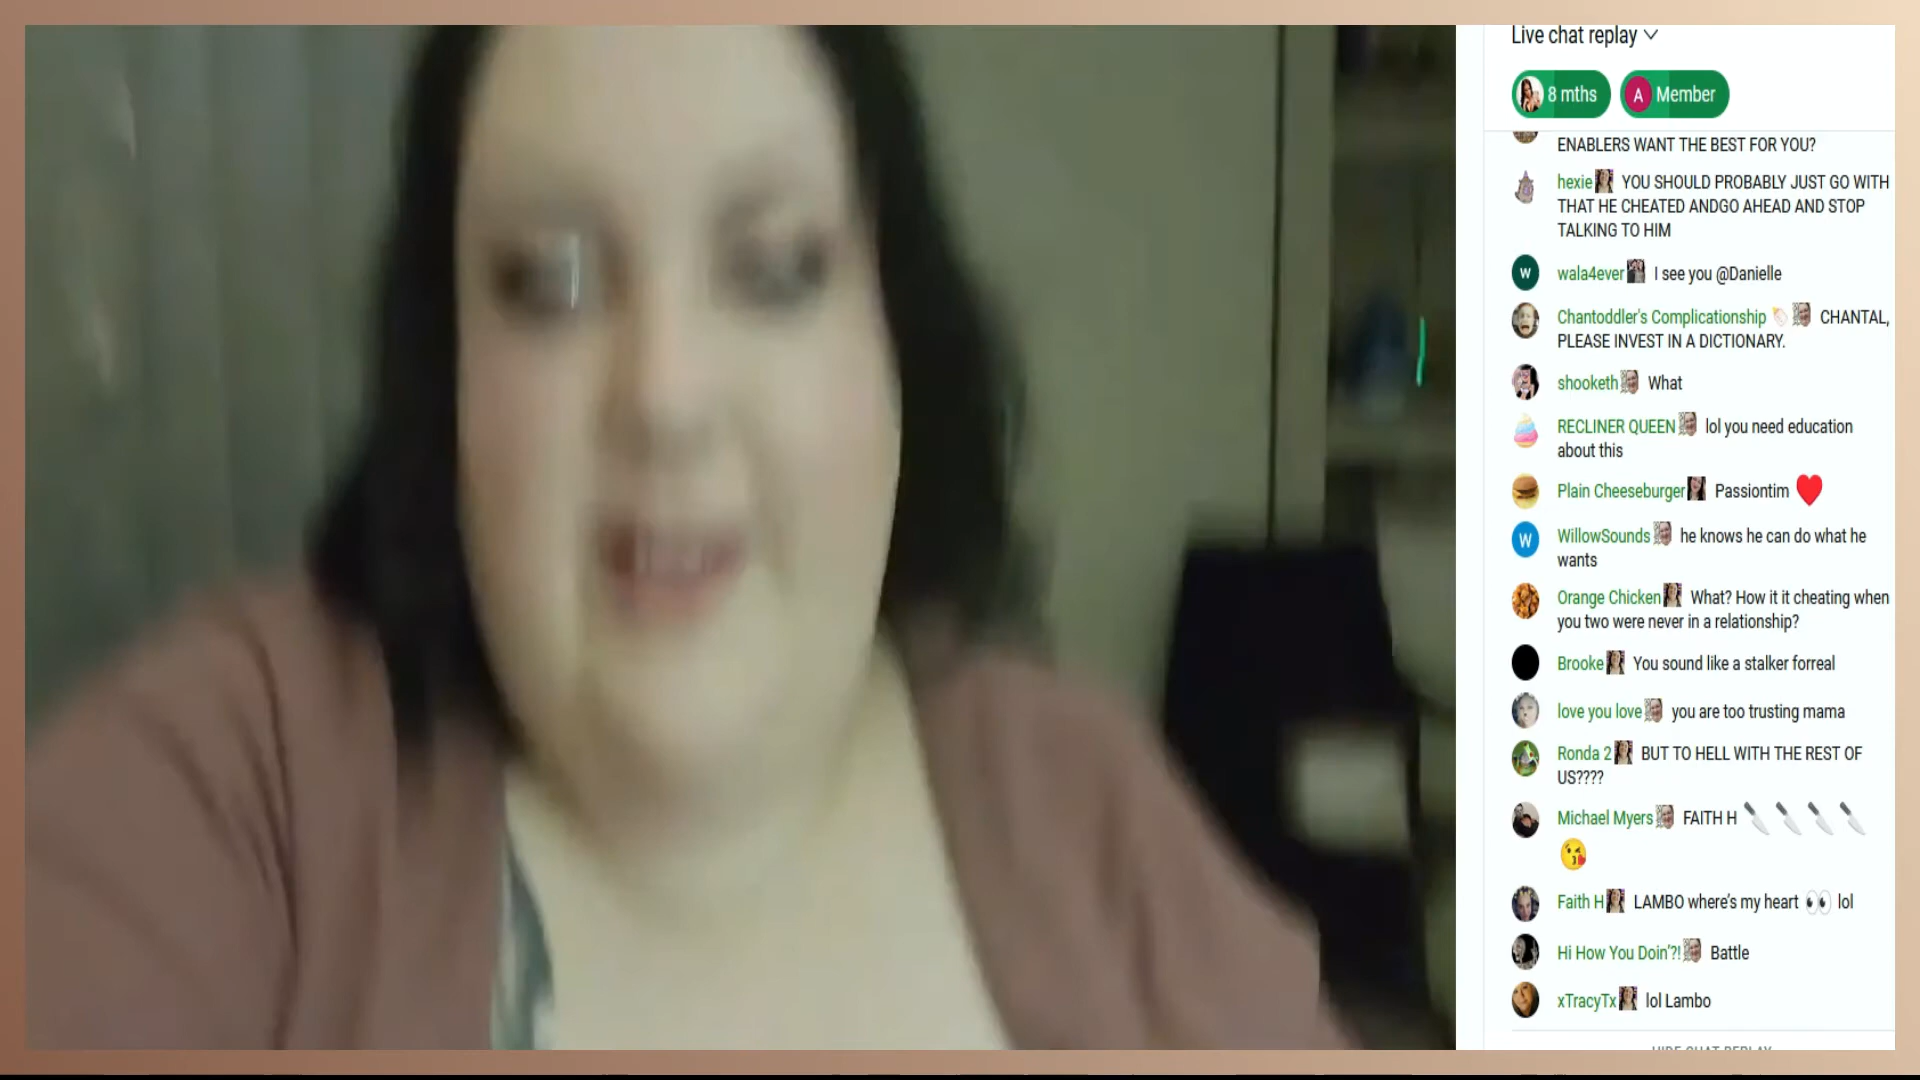 Live chat replay
8 mths
A Member
ENABLERS WANT THE BEST FOR YOU?
hexie YOU SHOULD PROBABLY JUST GO WITH
THAT HE CHEATED ANDGO AHEAD AND STOP
TALKING TO HIM
W wala4ever I see you @Danielle
Chantoddler's Complicationship CHANTAL,
PLEASE INVEST IN A DICTIONARY.
shooketh What
RECLINER QUEEN lol you need education
about this
Plain Cheeseburger Passiontim ❤️
W WillowSounds he knows he can do what he
wants
Orange Chicken What? How it it cheating when
you two were never in a relationship?
Brooke You sound like a stalker forreal
love you love you are too trusting mama
Ronda 2 BUT TO HELL WITH THE REST OF
US????
Michael Myers FAITH H 🔪🔪🔪🔪
😘
Faith H LAMBO where's my heart 👀 lol
Hi How You Doin'?! Battle
xTracyTx lol Lambo
HIDE CHAT REPLAY